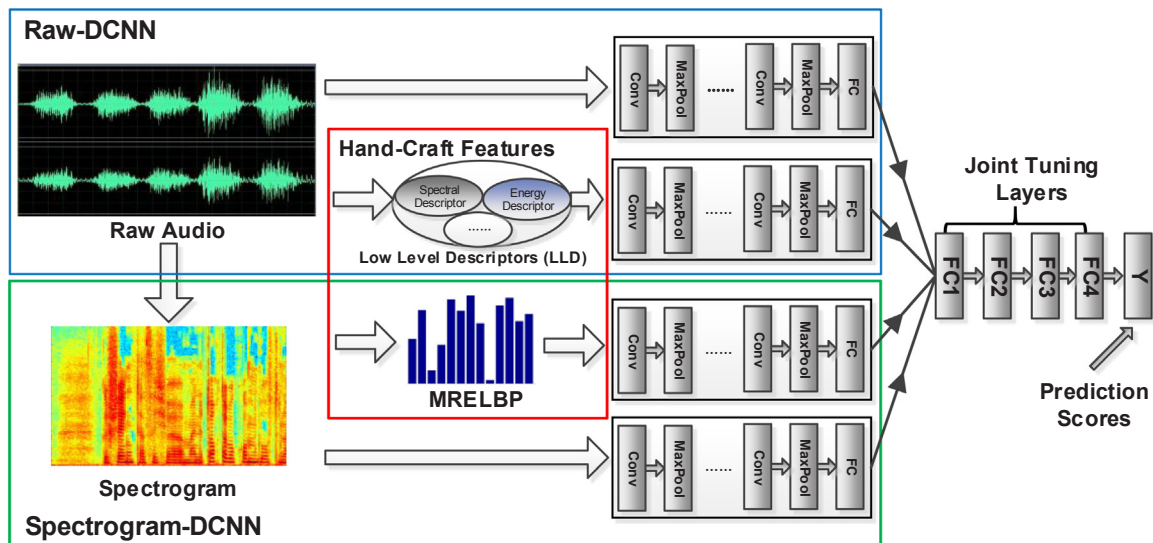 Raw-DCNN
Raw Audio
Conv
MaxPool
......
Conv
MaxPool
FC
Hand-Craft Features
Spectral
Descriptor
Energy
Descriptor
......
Low Level Descriptors (LLD)
Conv
MaxPool
......
Conv
MaxPool
FC
Joint Tuning
Layers
FC1
FC2
FC3
FC4
Y
Prediction
Scores
MRELBP
Conv
MaxPool
......
Conv
MaxPool
FC
Spectrogram
Conv
MaxPool
......
Conv
MaxPool
FC
Spectrogram-DCNN